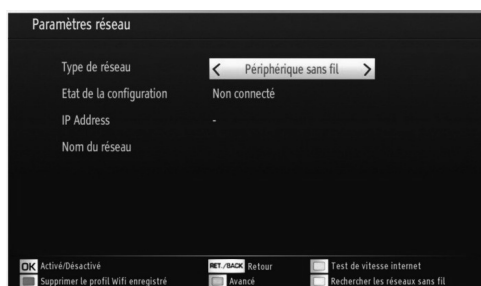 Paramètres réseau
Type de réseau Périphérique sans fil
Etat de la configuration Non connecté
IP Address -
Nom du réseau
OK Activé/Désactivé RET./BACK Retour Test de vitesse internet
Supprimer le profil Wifi enregistré Avancé Rechercher les réseaux sans fil